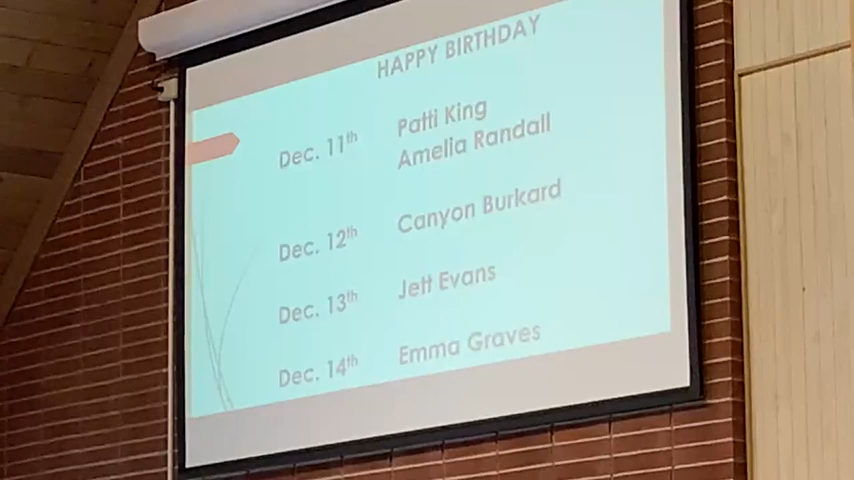 HAPPY BIRTHDAY
Dec. 11th Patti King
Amelia Randall
Dec. 12th Canyon Burkard
Dec. 13th Jett Evans
Dec. 14th Emma Graves